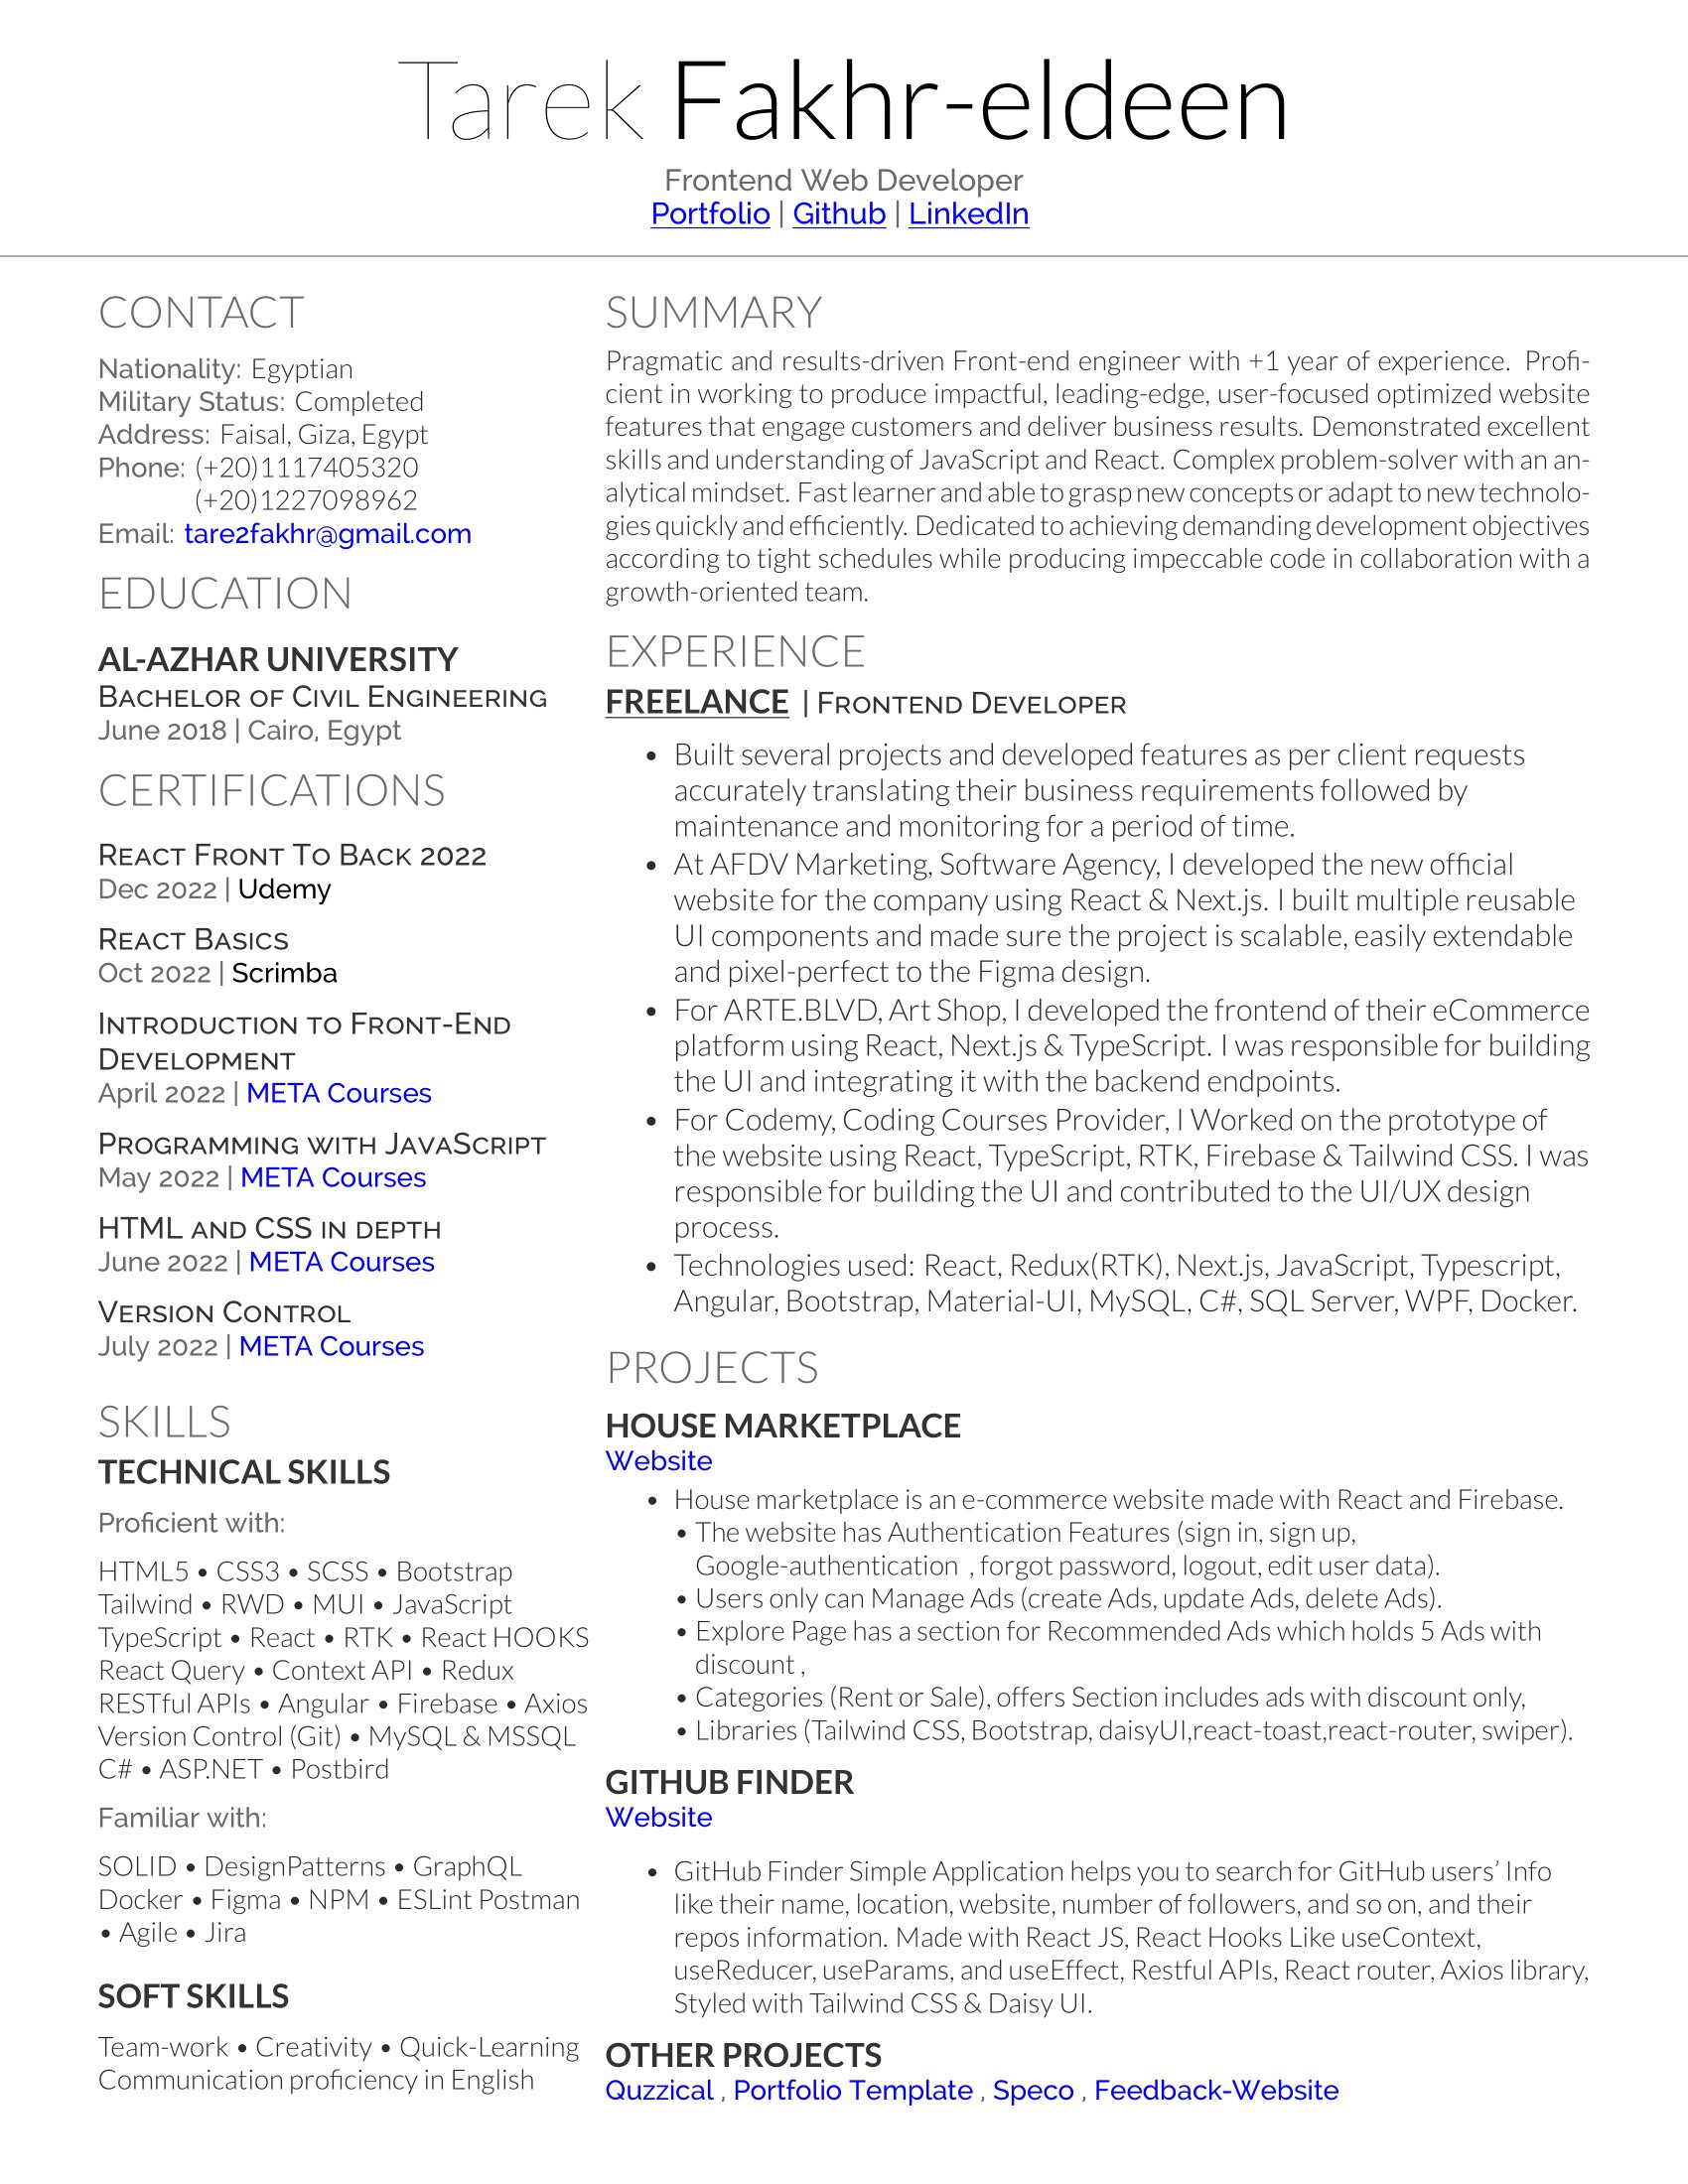 Tarek Fakhr-eldeen
Frontend Web Developer
Portfolio | Github | LinkedIn
CONTACT
Nationality: Egyptian
Military Status: Completed
Address: Faisal, Giza, Egypt
Phone: (+20)1117405320
(+20)1227098962
Email: tare2fakhr@gmail.com
EDUCATION
AL-AZHAR UNIVERSITY
Bachelor of Civil Engineering
June 2018 | Cairo, Egypt
CERTIFICATIONS
React Front To Back 2022
Dec 2022 | Udemy
React Basics
Oct 2022 | Scrimba
Introduction to Front-End
Development
April 2022 | META Courses
Programming with JavaScript
May 2022 | META Courses
HTML and CSS in depth
June 2022 | META Courses
Version Control
July 2022 | META Courses
SKILLS
TECHNICAL SKILLS
Proficient with:
HTML5 • CSS3 • SCSS • Bootstrap
Tailwind • RWD • MUI • JavaScript
TypeScript • React • RTK • React HOOKS
React Query • Context API • Redux
RESTful APIs • Angular • Firebase • Axios
Version Control (Git) • MySQL & MSSQL
C# • ASP.NET • Postbird
Familiar with:
SOLID • DesignPatterns • GraphQL
Docker • Figma • NPM • ESLint Postman
• Agile • Jira
SOFT SKILLS
Team-work • Creativity • Quick-Learning
Communication proficiency in English
SUMMARY
Pragmatic and results-driven Front-end engineer with +1 year of experience. Profi-
cient in working to produce impactful, leading-edge, user-focused optimized website
features that engage customers and deliver business results. Demonstrated excellent
skills and understanding of JavaScript and React. Complex problem-solver with an an-
alytical mindset. Fast learner and able to grasp new concepts or adapt to new technolo-
gies quickly and efficiently. Dedicated to achieving demanding development objectives
according to tight schedules while producing impeccable code in collaboration with a
growth-oriented team.
EXPERIENCE
FREELANCE | Frontend Developer
• Built several projects and developed features as per client requests
accurately translating their business requirements followed by
maintenance and monitoring for a period of time.
• At AFDV Marketing, Software Agency, I developed the new official
website for the company using React & Next.js. I built multiple reusable
UI components and made sure the project is scalable, easily extendable
and pixel-perfect to the Figma design.
• For ARTE.BLVD, Art Shop, I developed the frontend of their eCommerce
platform using React, Next.js & TypeScript. I was responsible for building
the UI and integrating it with the backend endpoints.
• For Codemy, Coding Courses Provider, I Worked on the prototype of
the website using React, TypeScript, RTK, Firebase & Tailwind CSS. I was
responsible for building the UI and contributed to the UI/UX design
process.
• Technologies used: React, Redux(RTK), Next.js, JavaScript, Typescript,
Angular, Bootstrap, Material-UI, MySQL, C#, SQL Server, WPF, Docker.
PROJECTS
HOUSE MARKETPLACE
Website
• House marketplace is an e-commerce website made with React and Firebase.
• The website has Authentication Features (sign in, sign up,
Google-authentication , forgot password, logout, edit user data).
• Users only can Manage Ads (create Ads, update Ads, delete Ads).
• Explore Page has a section for Recommended Ads which holds 5 Ads with
discount ,
• Categories (Rent or Sale), offers Section includes ads with discount only,
• Libraries (Tailwind CSS, Bootstrap, daisyUI,react-toast,react-router, swiper).
GITHUB FINDER
Website
• GitHub Finder Simple Application helps you to search for GitHub users’ Info
like their name, location, website, number of followers, and so on, and their
repos information. Made with React JS, React Hooks Like useContext,
useReducer, useParams, and useEffect, Restful APIs, React router, Axios library,
Styled with Tailwind CSS & Daisy UI.
OTHER PROJECTS
Quzzical , Portfolio Template , Speco , Feedback-Website